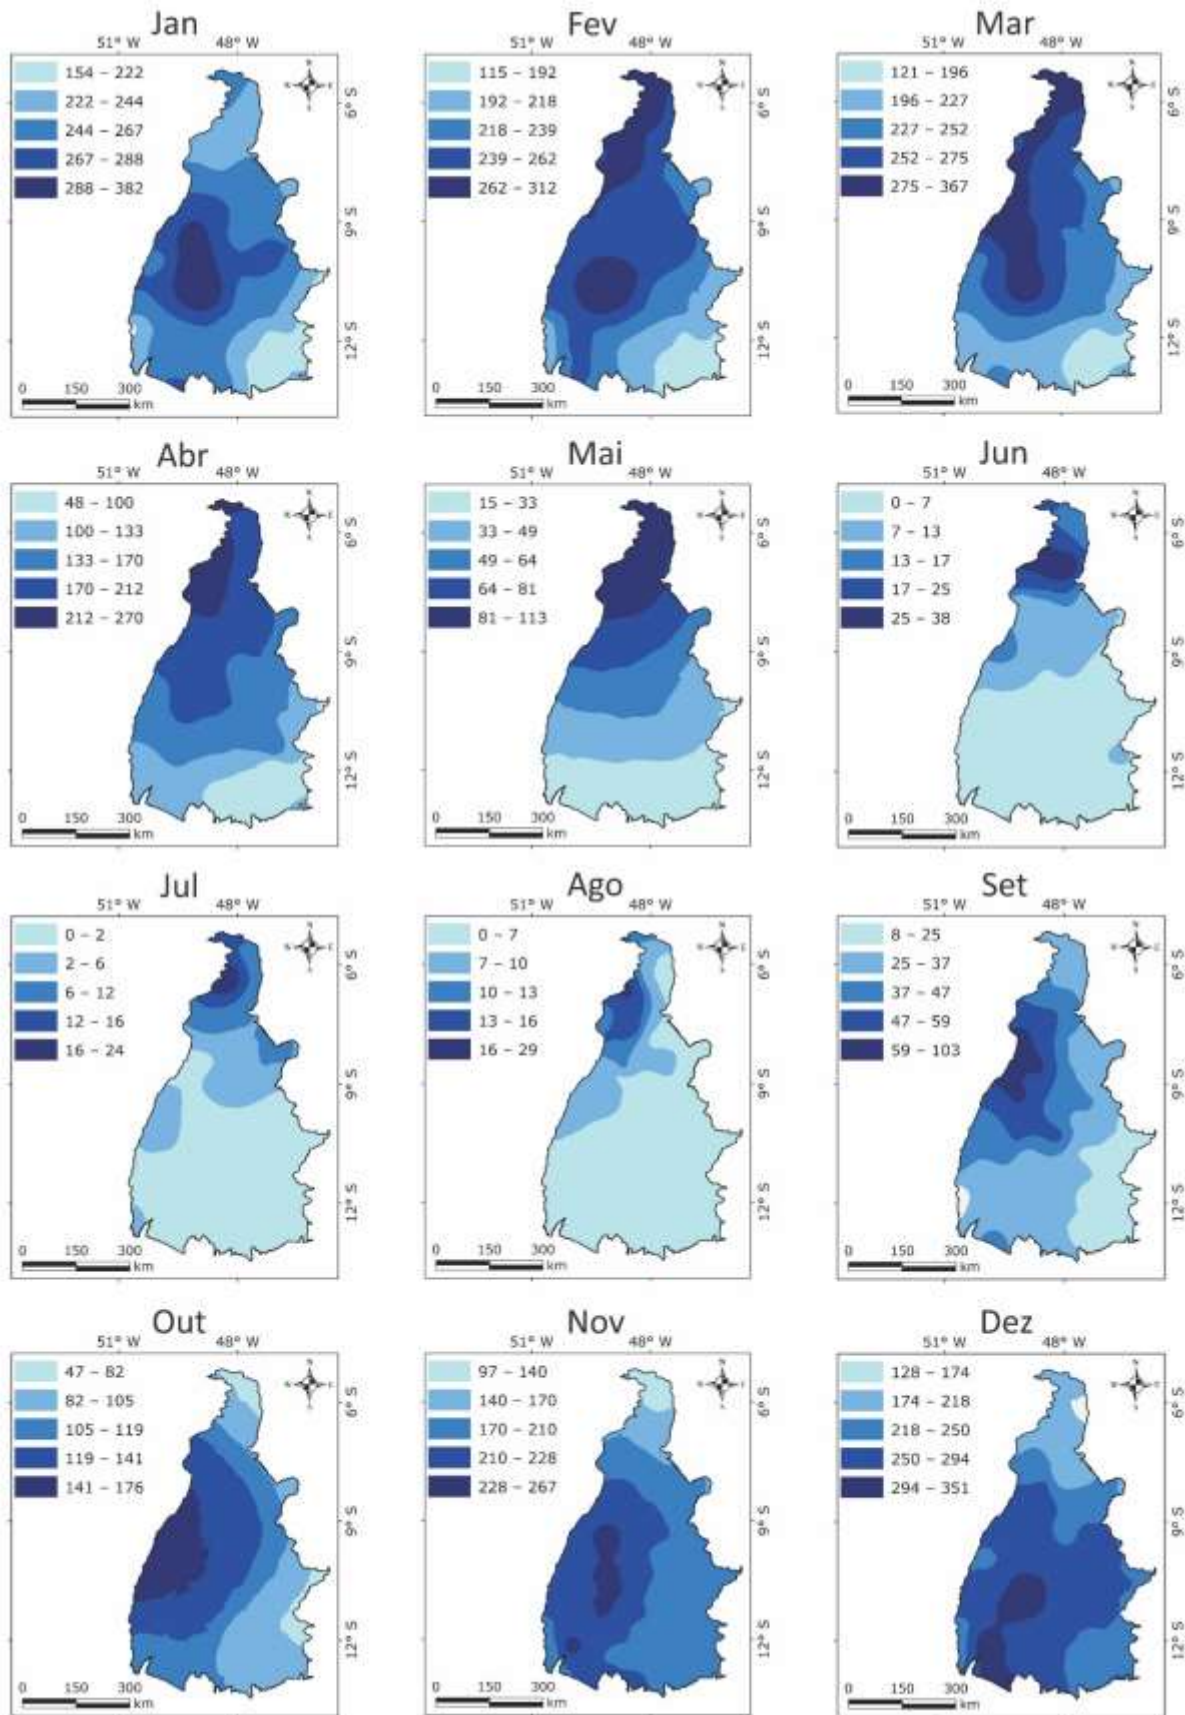 Jan
51° W 48° W
154 – 222
222 – 244
244 – 267
267 – 288
288 – 382
N
E
S
W
6° S
9° S
12° S
0 150 300
km
Fev
51° W 48° W
115 – 192
192 – 218
218 – 239
239 – 262
262 – 312
N
E
S
W
6° S
9° S
12° S
0 150 300
km
Mar
51° W 48° W
121 – 196
196 – 227
227 – 252
252 – 275
275 – 367
N
E
S
W
6° S
9° S
12° S
0 150 300
km
Abr
51° W 48° W
48 – 100
100 – 133
133 – 170
170 – 212
212 – 270
N
E
S
W
6° S
9° S
12° S
0 150 300
km
Mai
51° W 48° W
15 – 33
33 – 49
49 – 64
64 – 81
81 – 113
N
E
S
W
6° S
9° S
12° S
0 150 300
km
Jun
51° W 48° W
0 – 7
7 – 13
13 – 17
17 – 25
25 – 38
N
E
S
W
6° S
9° S
12° S
0 150 300
km
Jul
51° W 48° W
0 – 2
2 – 6
6 – 12
12 – 16
16 – 24
N
E
S
W
6° S
9° S
12° S
0 150 300
km
Ago
51° W 48° W
0 – 7
7 – 10
10 – 13
13 – 16
16 – 29
N
E
S
W
6° S
9° S
12° S
0 150 300
km
Set
51° W 48° W
8 – 25
25 – 37
37 – 47
47 – 59
59 – 103
N
E
S
W
6° S
9° S
12° S
0 150 300
km
Out
51° W 48° W
47 – 82
82 – 105
105 – 119
119 – 141
141 – 176
N
E
S
W
6° S
9° S
12° S
0 150 300
km
Nov
51° W 48° W
97 – 140
140 – 170
170 – 210
210 – 228
228 – 267
N
E
S
W
6° S
9° S
12° S
0 150 300
km
Dez
51° W 48° W
128 – 174
174 – 218
218 – 250
250 – 294
294 – 351
N
E
S
W
6° S
9° S
12° S
0 150 300
km